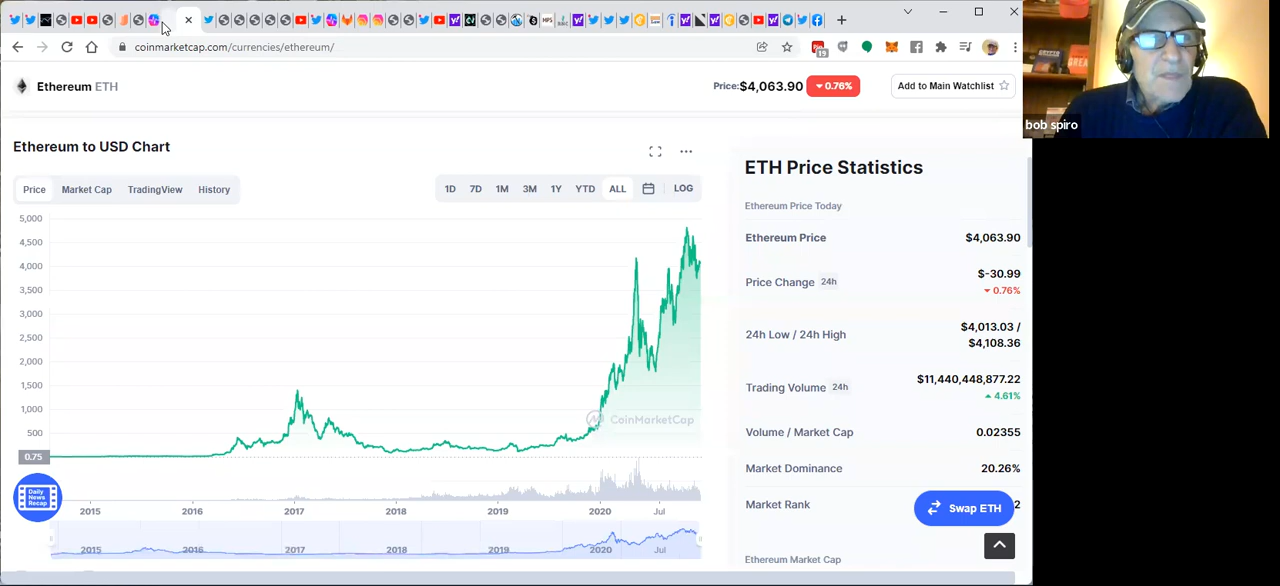 coinmarketcap.com/currencies/ethereum/
19
Ethereum ETH
Price:$4,063.90
0.76%
Add to Main Watchlist
bob spiro
GREAT
Ethereum to USD Chart
Price Market Cap TradingView History
1D 7D 1M 3M 1Y YTD ALL LOG
5,000
4,500
4,000
3,500
3,000
2,500
2,000
1,500
1,000
500
0.75
CoinMarketCap
Daily
News
Recap
2015 2016 2017 2018 2019 2020 Jul
2015 2017 2017 2018 2019 2020 Jul
ETH Price Statistics
Ethereum Price Today
Ethereum Price $4,063.90
Price Change 24h $-30.99
0.76%
24h Low / 24h High $4,013.03 /
$4,108.36
Trading Volume 24h $11,440,448,877.22
4.61%
Volume / Market Cap 0.02355
Market Dominance 20.26%
Market Rank 2
Swap ETH
Ethereum Market Cap